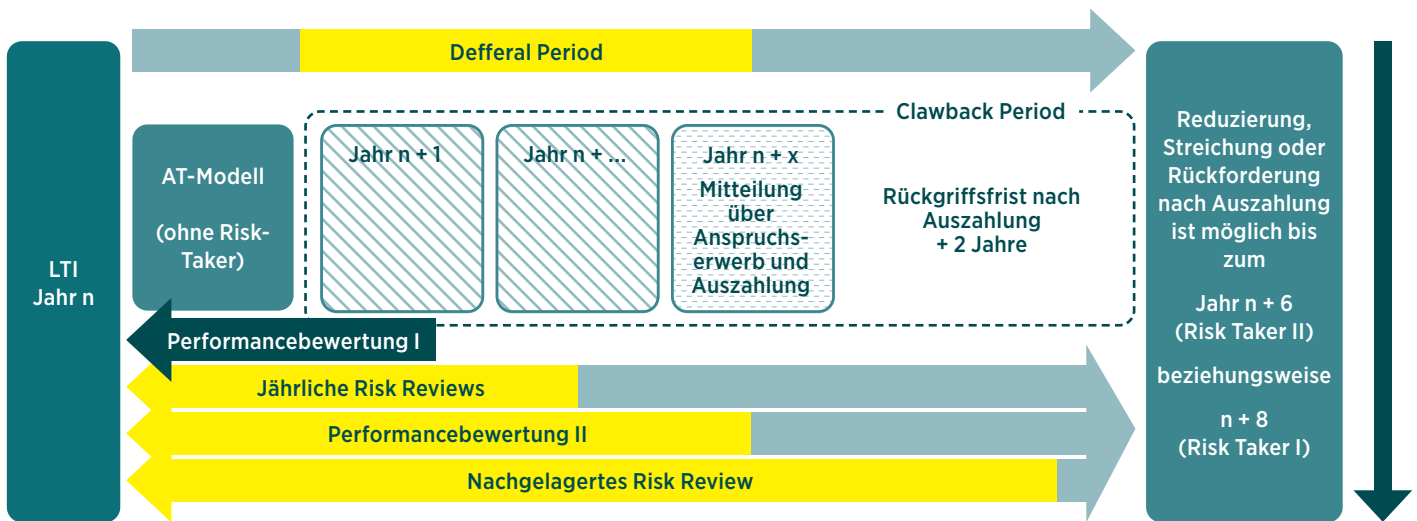 Defferal Period
LTI
Jahr n
AT-Modell
(ohne Risk-
Taker)
Clawback Period
Jahr n + 1
Jahr n + ...
Jahr n + x
Mitteilung
über
Anspruchs-
erwerb und
Auszahlung
Rückgriffsfrist nach
Auszahlung
+ 2 Jahre
Performancebewertung I
Jährliche Risk Reviews
Performancebewertung II
Nachgelagertes Risk Review
Reduzierung,
Streichung oder
Rückforderung
nach Auszahlung
ist möglich bis
zum
Jahr n + 6
(Risk Taker II)
beziehungsweise
n + 8
(Risk Taker I)